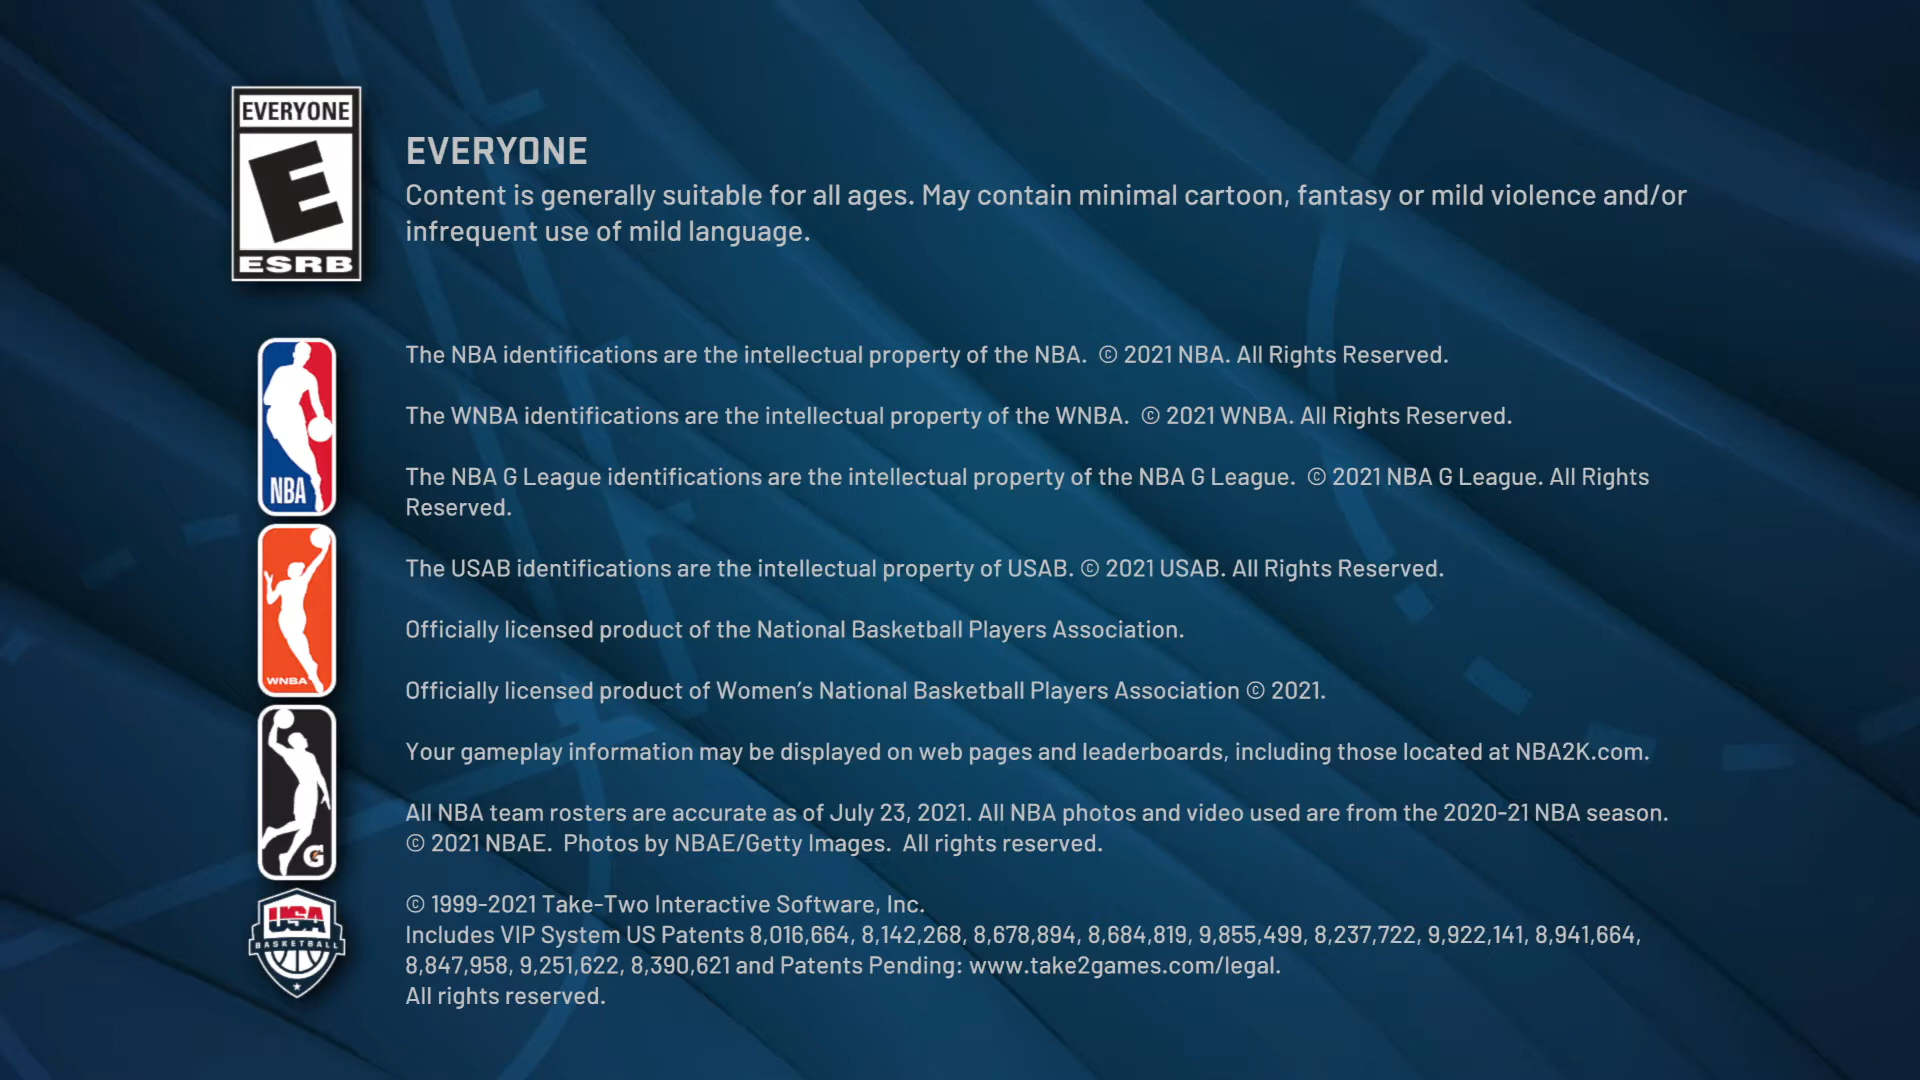 EVERYONE
E
ESRB
EVERYONE
Content is generally suitable for all ages. May contain minimal cartoon, fantasy or mild violence and/or
infrequent use of mild language.
NBA
WNBA
G
USA
BASKETBALL
The NBA identifications are the intellectual property of the NBA.  © 2021 NBA. All Rights Reserved.
The WNBA identifications are the intellectual property of the WNBA.  © 2021 WNBA. All Rights Reserved.
The NBA G League identifications are the intellectual property of the NBA G League.  © 2021 NBA G League. All Rights
Reserved.
The USAB identifications are the intellectual property of USAB. © 2021 USAB. All Rights Reserved.
Officially licensed product of the National Basketball Players Association.
Officially licensed product of Women’s National Basketball Players Association © 2021.
Your gameplay information may be displayed on web pages and leaderboards, including those located at NBA2K.com.
All NBA team rosters are accurate as of July 23, 2021. All NBA photos and video used are from the 2020-21 NBA season.
© 2021 NBAE.  Photos by NBAE/Getty Images.  All rights reserved.
© 1999-2021 Take-Two Interactive Software, Inc.
Includes VIP System US Patents 8,016,664, 8,142,268, 8,678,894, 8,684,819, 9,855,499, 8,237,722, 9,922,141, 8,941,664,
8,847,958, 9,251,622, 8,390,621 and Patents Pending: www.take2games.com/legal.
All rights reserved.